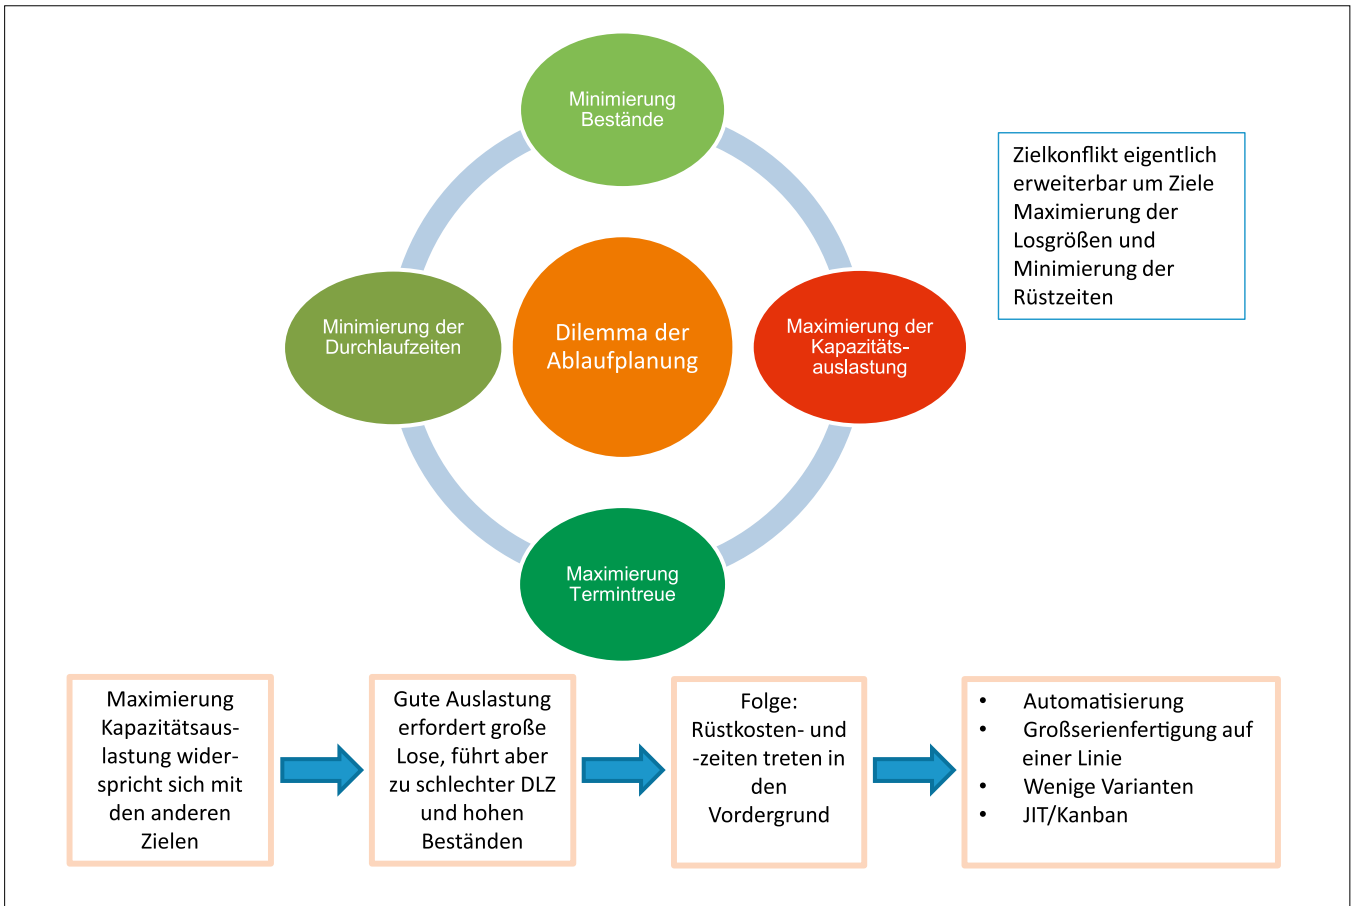 Minimierung
Bestände
Zielkonflikt eigentlich
erweiterbar um Ziele
Maximierung der
Losgrößen und
Minimierung der
Rüstzeiten
Minimierung der
Durchlaufzeiten
Dilemma der
Ablaufplanung
Maximierung der
Kapazitäts-
auslastung
Maximierung
Termintreue
Maximierung
Kapazitätsaus-
lastung wider-
spricht sich mit
den anderen
Zielen
Gute Auslastung
erfordert große
Lose, führt aber
zu schlechter DLZ
und hohen
Beständen
Folge:
Rüstkosten- und
-zeiten treten in
den
Vordergrund
• Automatisierung
• Großserienfertigung auf
einer Linie
• Wenige Varianten
• JIT/Kanban